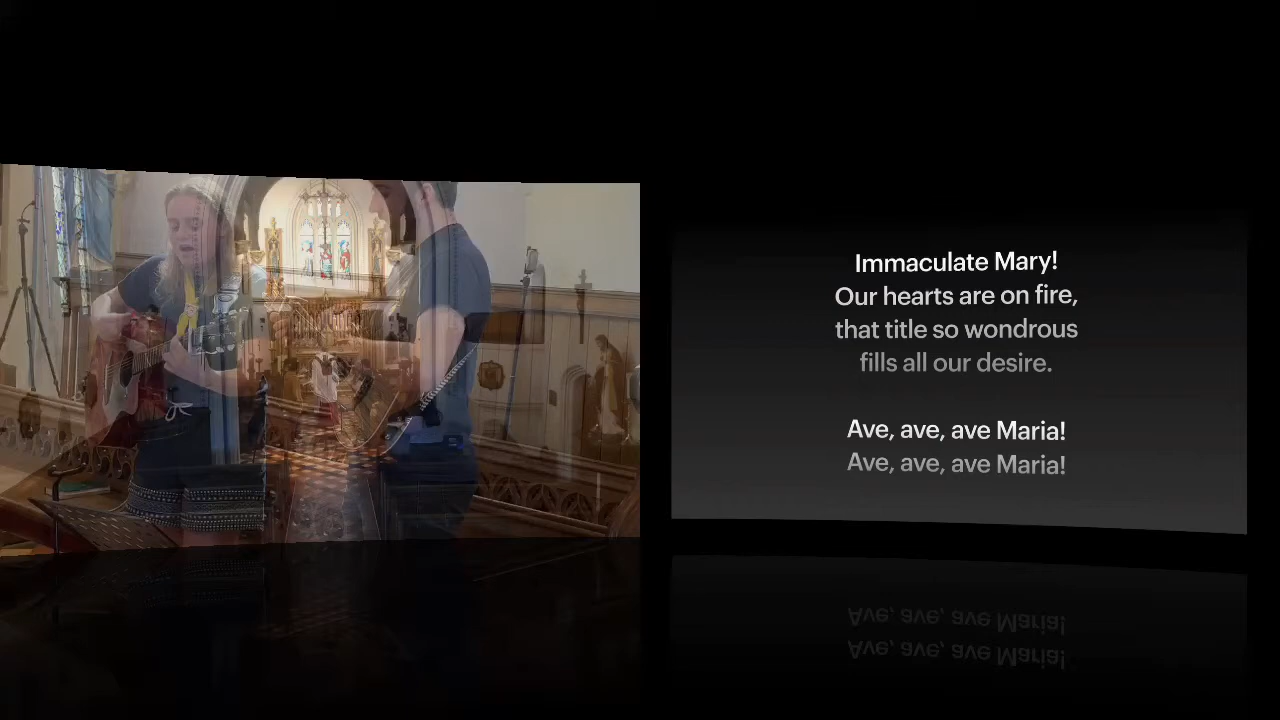 Immaculate Mary!
Our hearts are on fire,
that title so wondrous
fills all our desire.
Ave, ave, ave Maria!
Ave, ave, ave Maria!